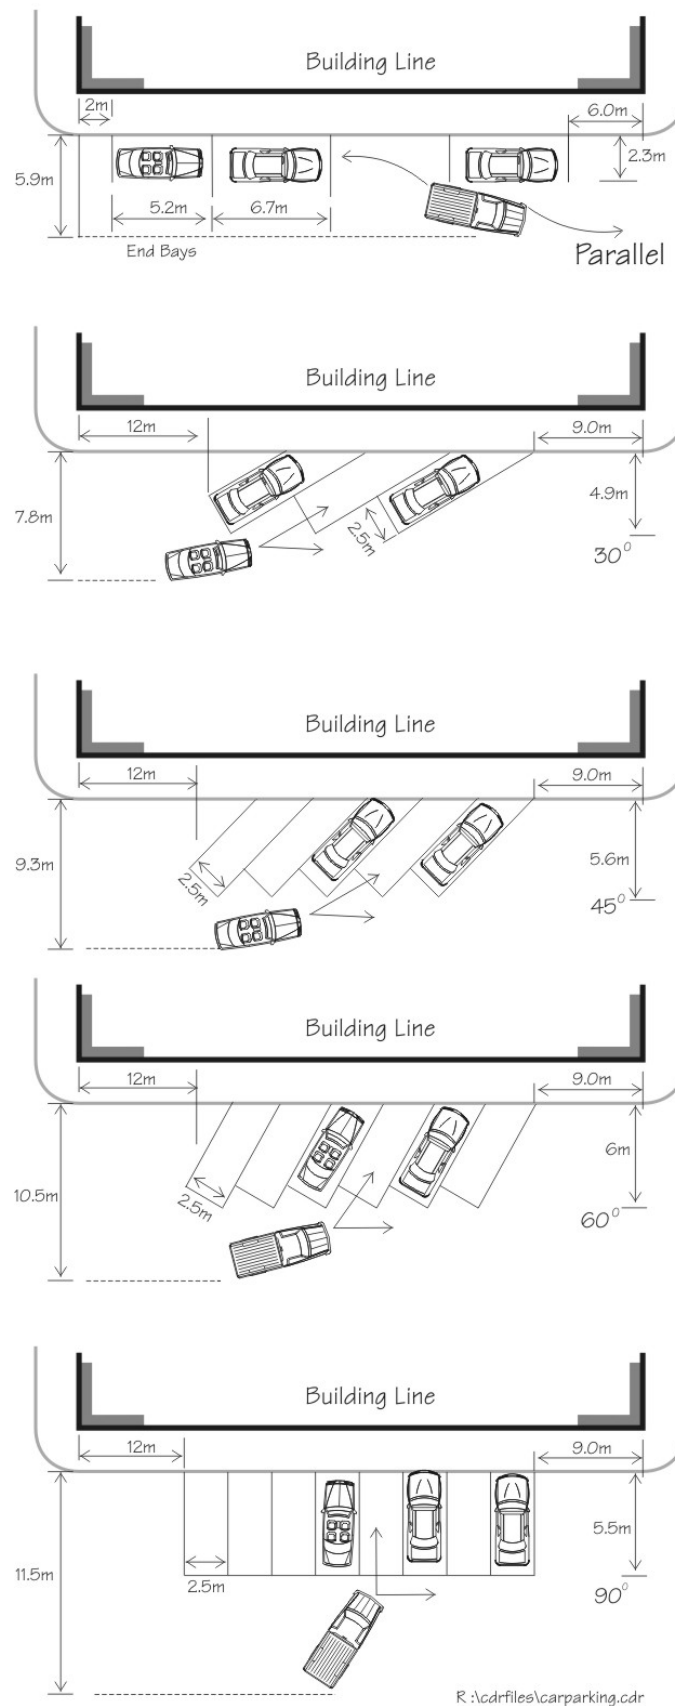 Building Line
2m
6.0m
2.3m
5.9m
5.2m
6.7m
End Bays
Parallel
Building Line
12m
9.0m
4.9m
7.8m
2.5m
30°
Building Line
12m
9.0m
9.3m
5.6m
2.5m
45°
Building Line
12m
9.0m
6m
10.5m
2.5m
60°
Building Line
12m
9.0m
5.5m
11.5m
2.5m
90°
R :\cdrfiles\carparking.cdr